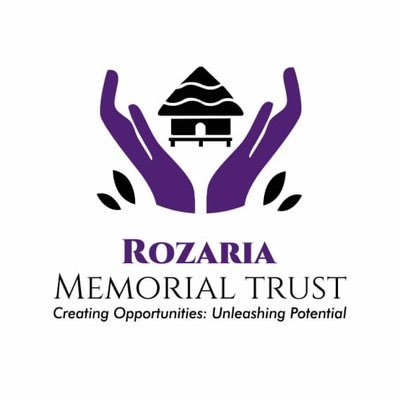 ROZARIA
MEMORIAL TRUST
Creating Opportunities: Unleashing Potential